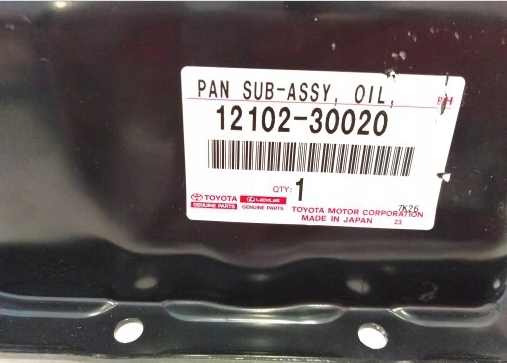 PAN SUB-ASSY, OIL,
12102-30020
QTY: 1
TOYOTA LEXUS
GENUINE PARTS GENUINE PARTS
7K26
TOYOTA MOTOR CORPORATION
MADE IN JAPAN 23